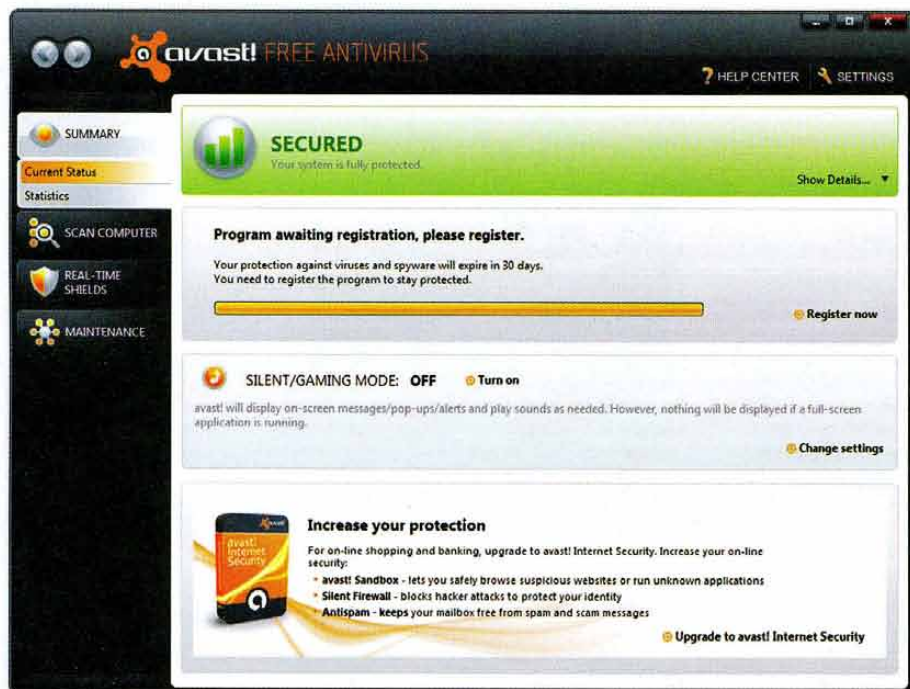 avast! FREE ANTIVIRUS
HELP CENTER
SETTINGS
SUMMARY
Current Status
Statistics
SCAN COMPUTER
REAL-TIME
SHIELDS
MAINTENANCE
SECURED
Your system is fully protected.
Show Details...
Program awaiting registration, please register.
Your protection against viruses and spyware will expire in 30 days.
You need to register the program to stay protected.
Register now
SILENT/GAMING MODE: OFF
Turn on
avast! will display on-screen messages/pop-ups/alerts and play sounds as needed. However, nothing will be displayed if a full-screen
application is running.
Change settings
avast!
avast!
Internet
Security
Increase your protection
For on-line shopping and banking, upgrade to avast! Internet Security. Increase your on-line
security:
• avast! Sandbox - lets you safely browse suspicious websites or run unknown applications
• Silent Firewall - blocks hacker attacks to protect your identity
• Antispam - keeps your mailbox free from spam and scam messages
Upgrade to avast! Internet Security